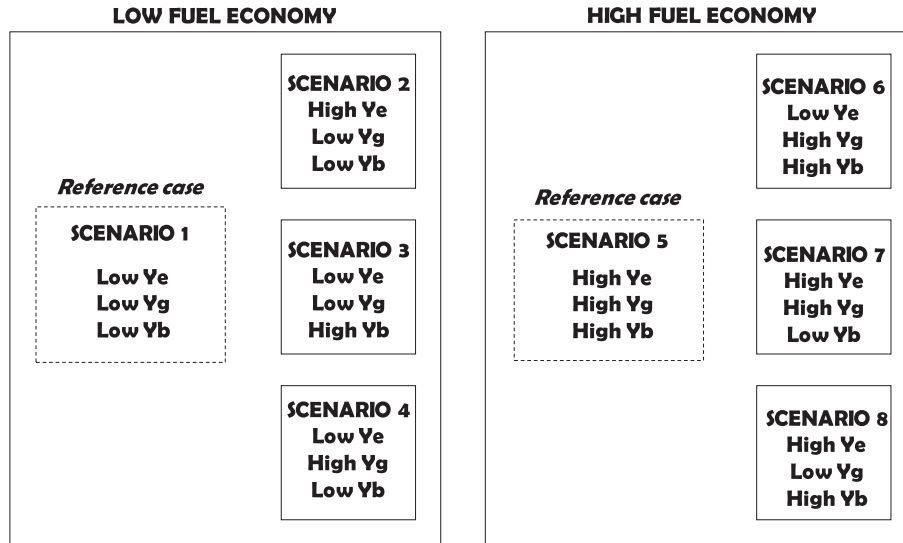 LOW FUEL ECONOMY
SCENARIO 2
High Ye
Low Yg
Low Yb
Reference case
SCENARIO 1
Low Ye
Low Yg
Low Yb
SCENARIO 3
Low Ye
Low Yg
High Yb
SCENARIO 4
Low Ye
High Yg
Low Yb
HIGH FUEL ECONOMY
SCENARIO 6
Low Ye
High Yg
High Yb
Reference case
SCENARIO 5
High Ye
High Yg
High Yb
SCENARIO 7
High Ye
High Yg
Low Yb
SCENARIO 8
High Ye
Low Yg
High Yb